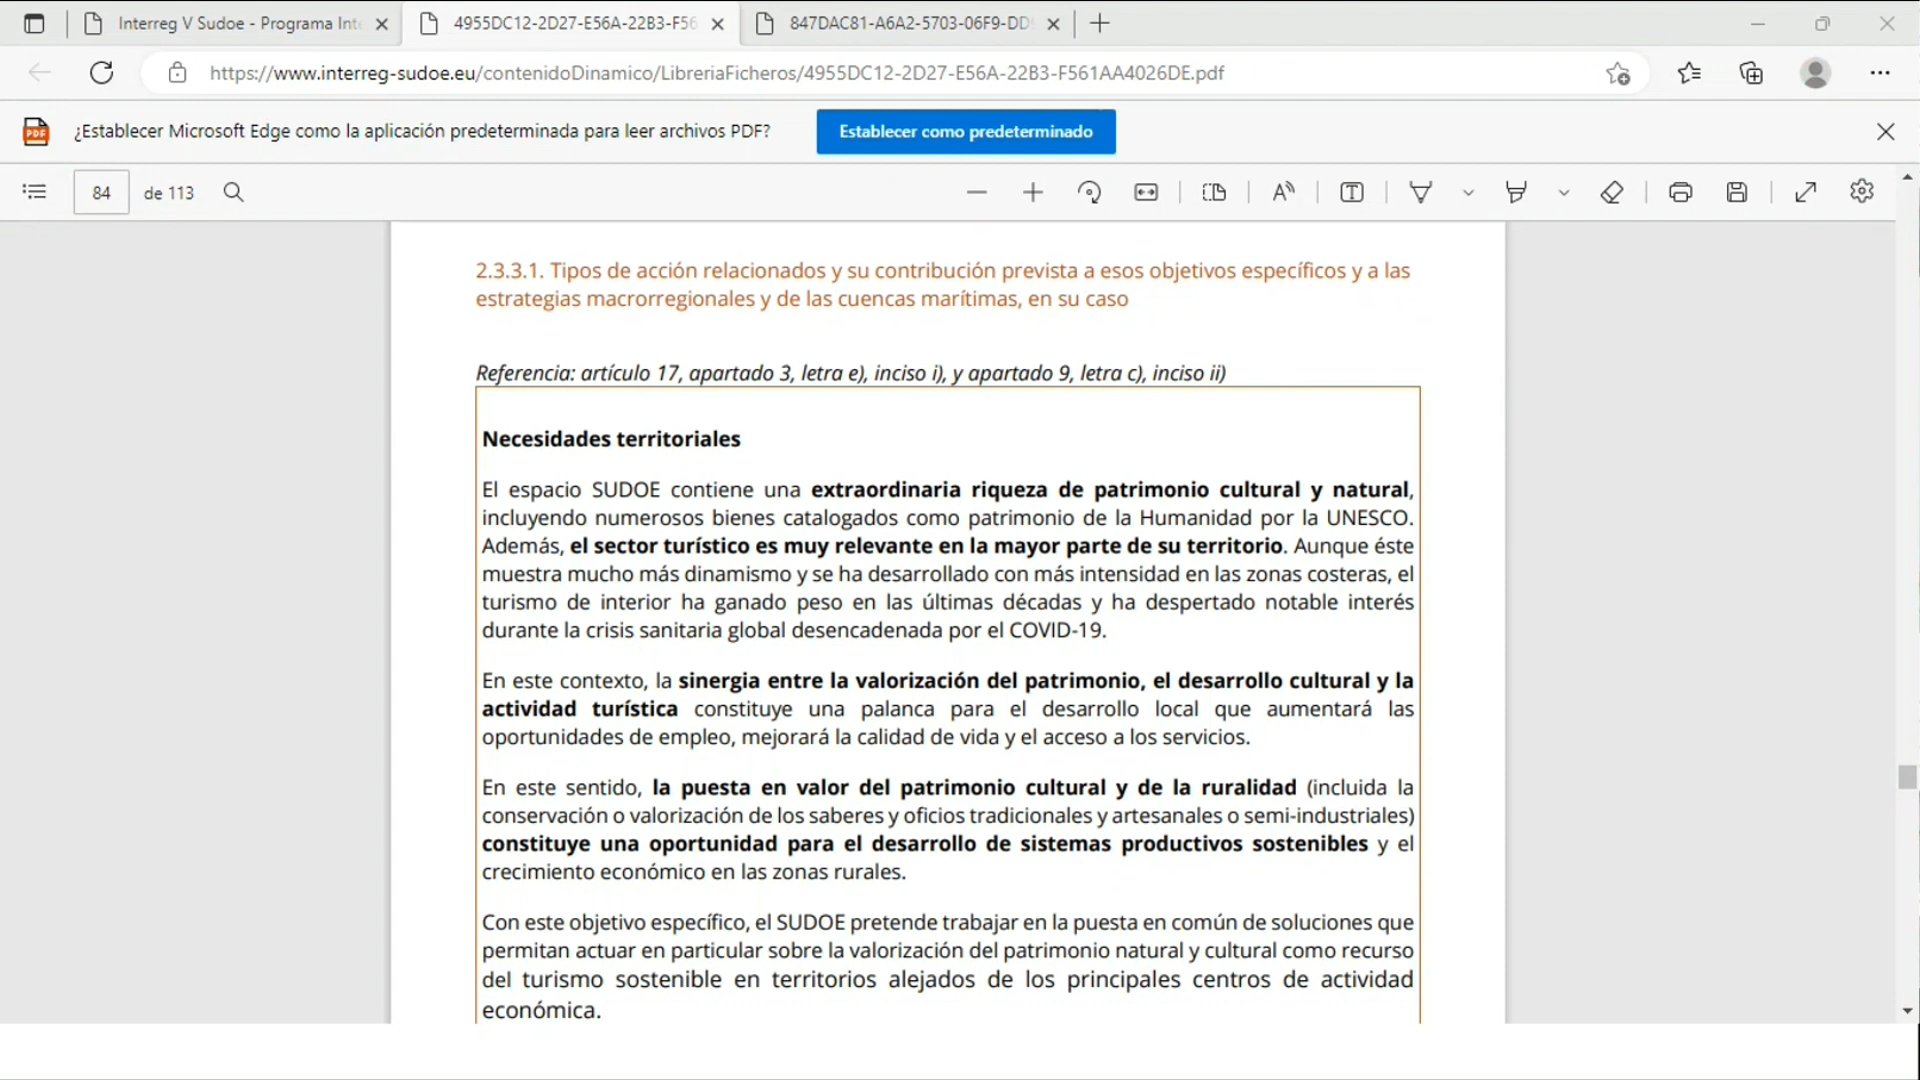 Interreg V Sudoe - Programa Int
4955DC12-2D27-E56A-22B3-F56
847DAC81-A6A2-5703-06F9-DD
https://www.interreg-sudoe.eu/contenidoDinamico/LibreriaFicheros/4955DC12-2D27-E56A-22B3-F561AA4026DE.pdf
PDF ¿Establecer Microsoft Edge como la aplicación predeterminada para leer archivos PDF? Establecer como predeterminado
84 de 113
2.3.3.1. Tipos de acción relacionados y su contribución prevista a esos objetivos específicos y a las
estrategias macrorregionales y de las cuencas marítimas, en su caso
Referencia: artículo 17, apartado 3, letra e), inciso i), y apartado 9, letra c), inciso ii)
Necesidades territoriales
El espacio SUDOE contiene una extraordinaria riqueza de patrimonio cultural y natural,
incluyendo numerosos bienes catalogados como patrimonio de la Humanidad por la UNESCO.
Además, el sector turístico es muy relevante en la mayor parte de su territorio. Aunque éste
muestra mucho más dinamismo y se ha desarrollado con más intensidad en las zonas costeras, el
turismo de interior ha ganado peso en las últimas décadas y ha despertado notable interés
durante la crisis sanitaria global desencadenada por el COVID-19.
En este contexto, la sinergia entre la valorización del patrimonio, el desarrollo cultural y la
actividad turística constituye una palanca para el desarrollo local que aumentará las
oportunidades de empleo, mejorará la calidad de vida y el acceso a los servicios.
En este sentido, la puesta en valor del patrimonio cultural y de la ruralidad (incluida la
conservación o valorización de los saberes y oficios tradicionales y artesanales o semi-industriales)
constituye una oportunidad para el desarrollo de sistemas productivos sostenibles y el
crecimiento económico en las zonas rurales.
Con este objetivo específico, el SUDOE pretende trabajar en la puesta en común de soluciones que
permitan actuar en particular sobre la valorización del patrimonio natural y cultural como recurso
del turismo sostenible en territorios alejados de los principales centros de actividad
económica.